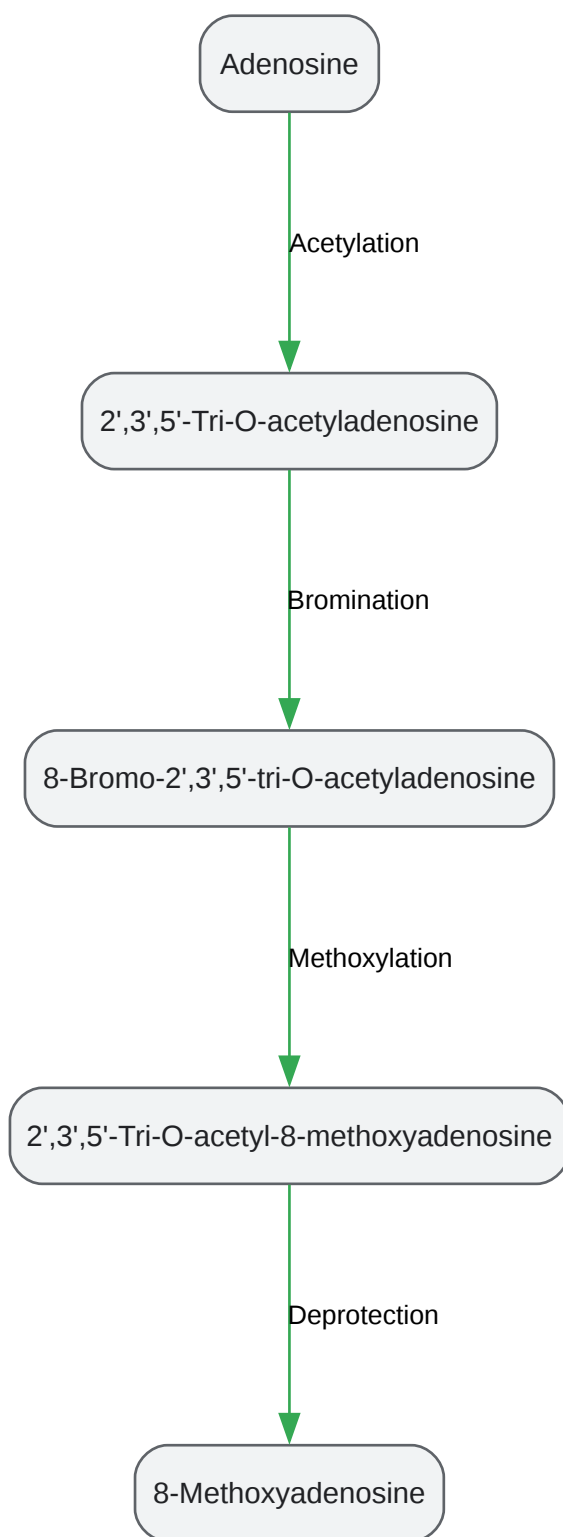 Adenosine
Acetylation
2',3',5'-Tri-O-acetyladenosine
Bromination
8-Bromo-2',3',5'-tri-O-acetyladenosine
Methoxylation
2',3',5'-Tri-O-acetyl-8-methoxyadenosine
Deprotection
8-Methoxyadenosine